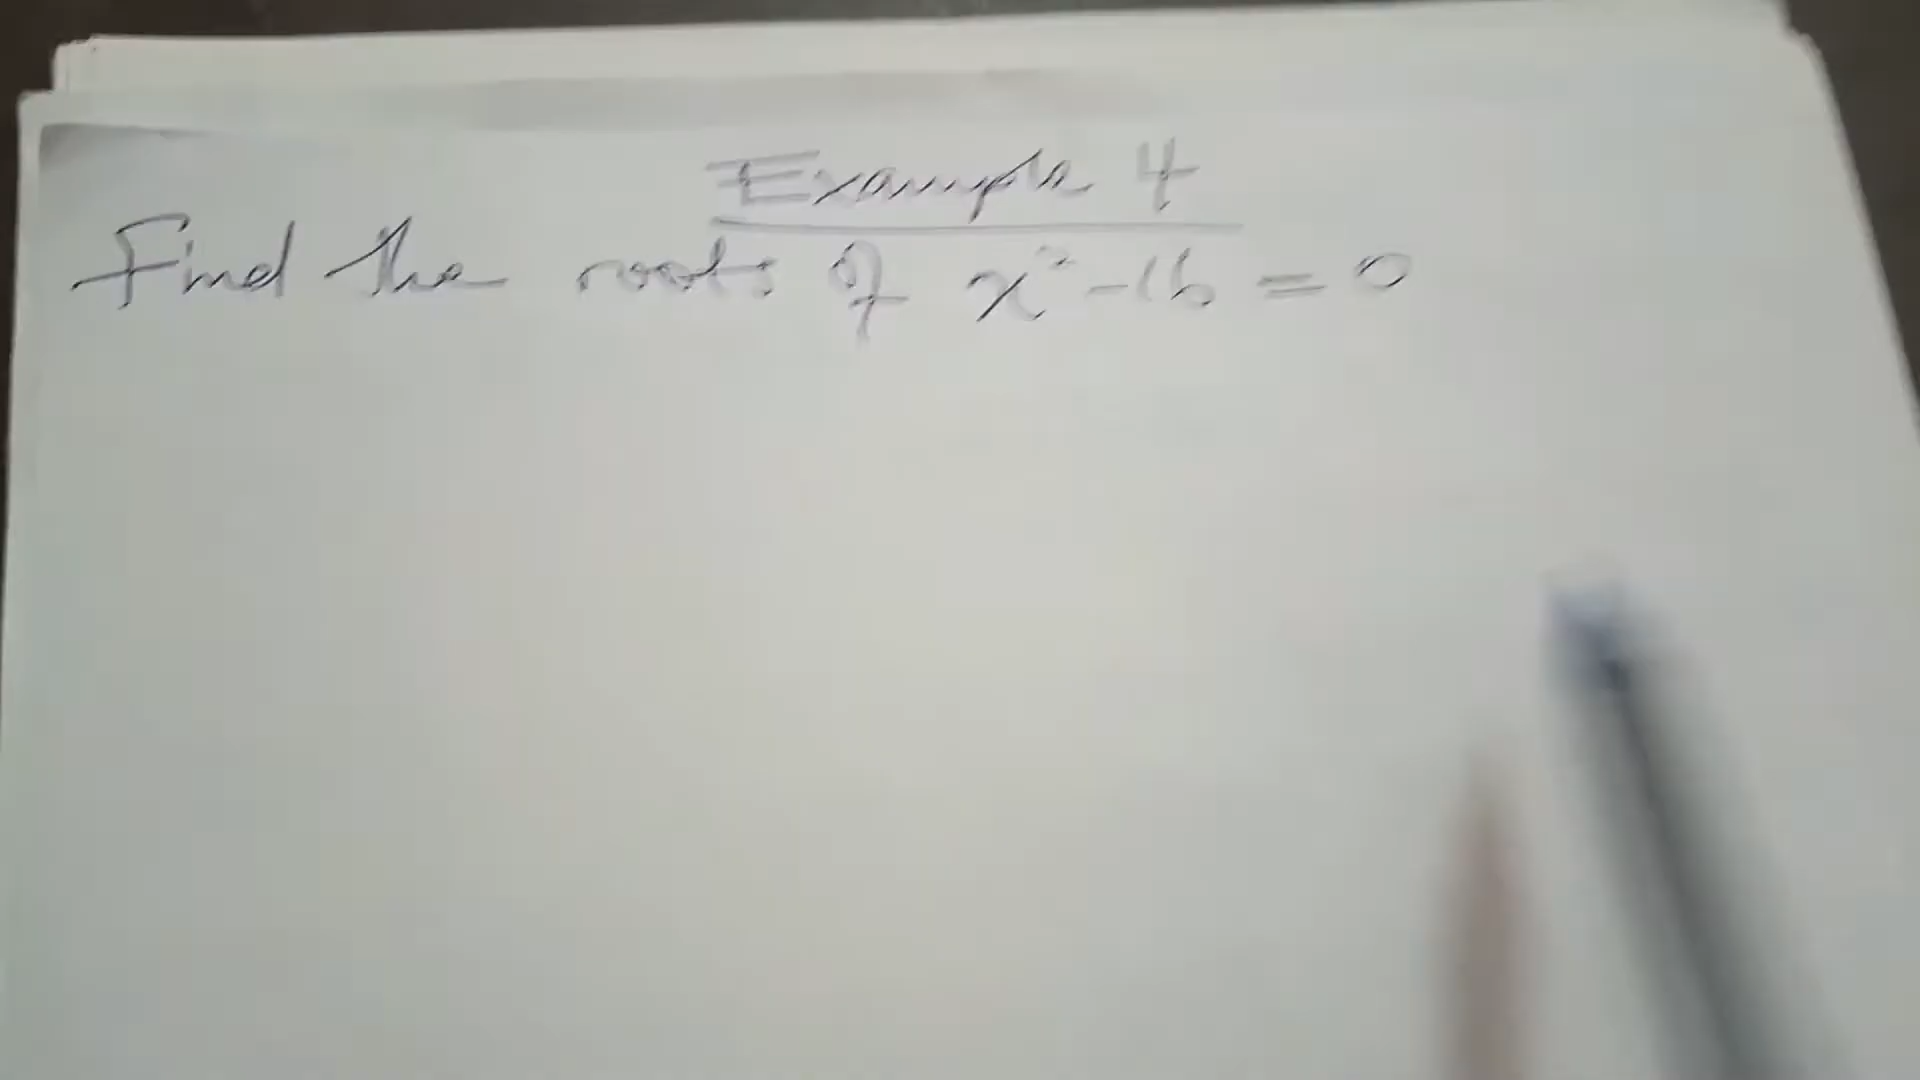 Example 4
Find the roots of x² - 16 = 0